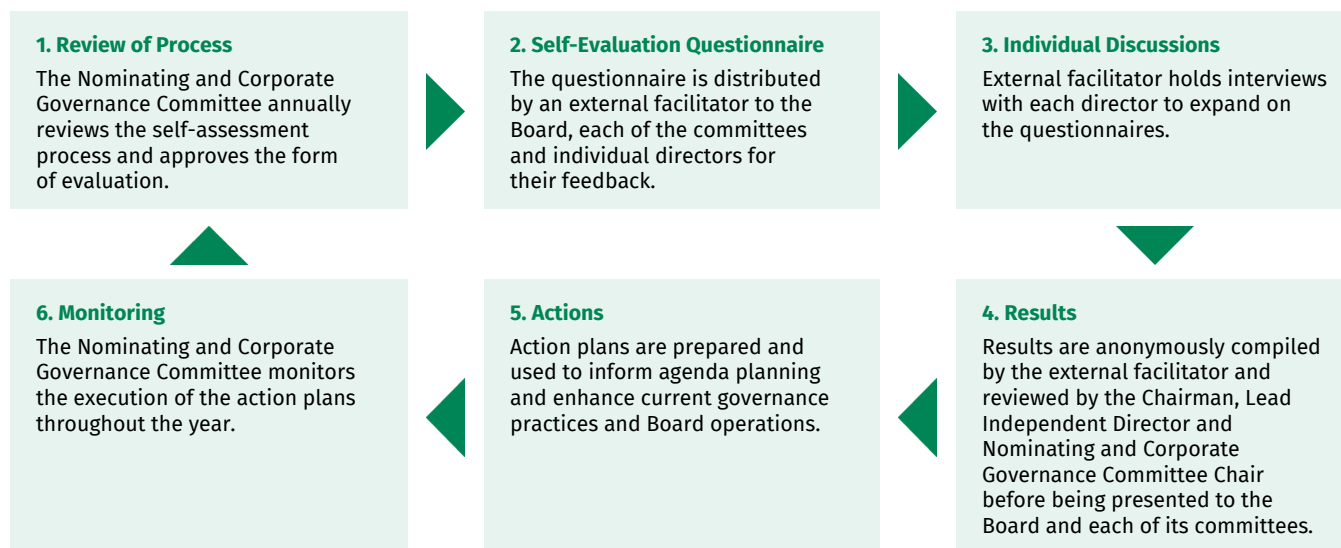 1. Review of Process
The Nominating and Corporate
Governance Committee annually
reviews the self-assessment
process and approves the form
of evaluation.
2. Self-Evaluation Questionnaire
The questionnaire is distributed
by an external facilitator to the
Board, each of the committees
and individual directors for
their feedback.
3. Individual Discussions
External facilitator holds interviews
with each director to expand on
the questionnaires.
4. Results
Results are anonymously compiled
by the external facilitator and
reviewed by the Chairman, Lead
Independent Director and
Nominating and Corporate
Governance Committee Chair
before being presented to the
Board and each of its committees.
5. Actions
Action plans are prepared and
used to inform agenda planning
and enhance current governance
practices and Board operations.
6. Monitoring
The Nominating and Corporate
Governance Committee monitors
the execution of the action plans
throughout the year.